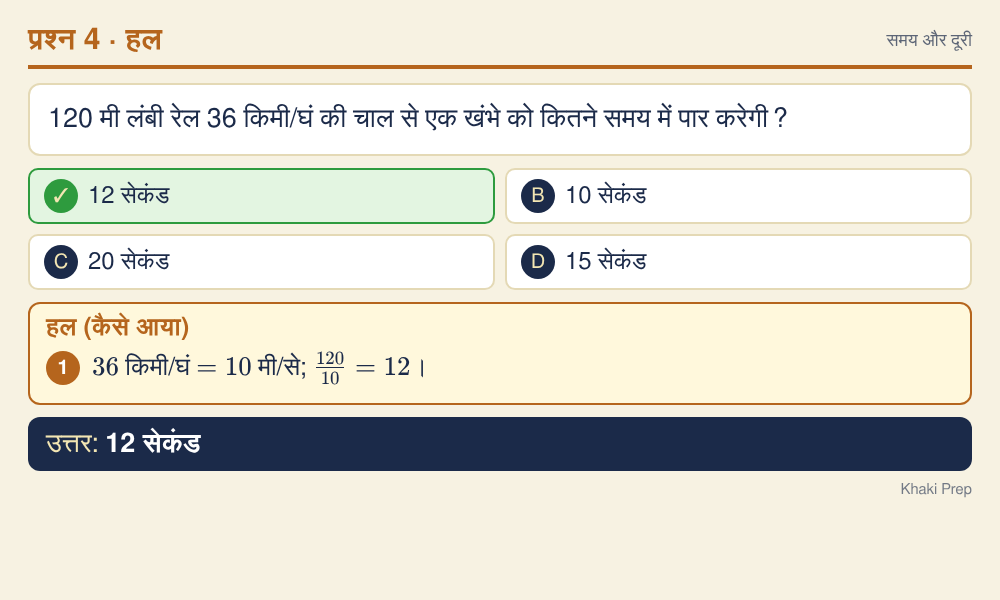 प्रश्न 4 · हल
समय और दूरी
120 मी लंबी रेल 36 किमी/घं की चाल से एक खंभे को कितने समय में पार करेगी ?
✓ 12 सेकंड
B 10 सेकंड
C 20 सेकंड
D 15 सेकंड
हल (कैसे आया)
1 36 किमी/घं = 10 मी/से; 120/10 = 12 ।
उत्तर: 12 सेकंड
Khaki Prep